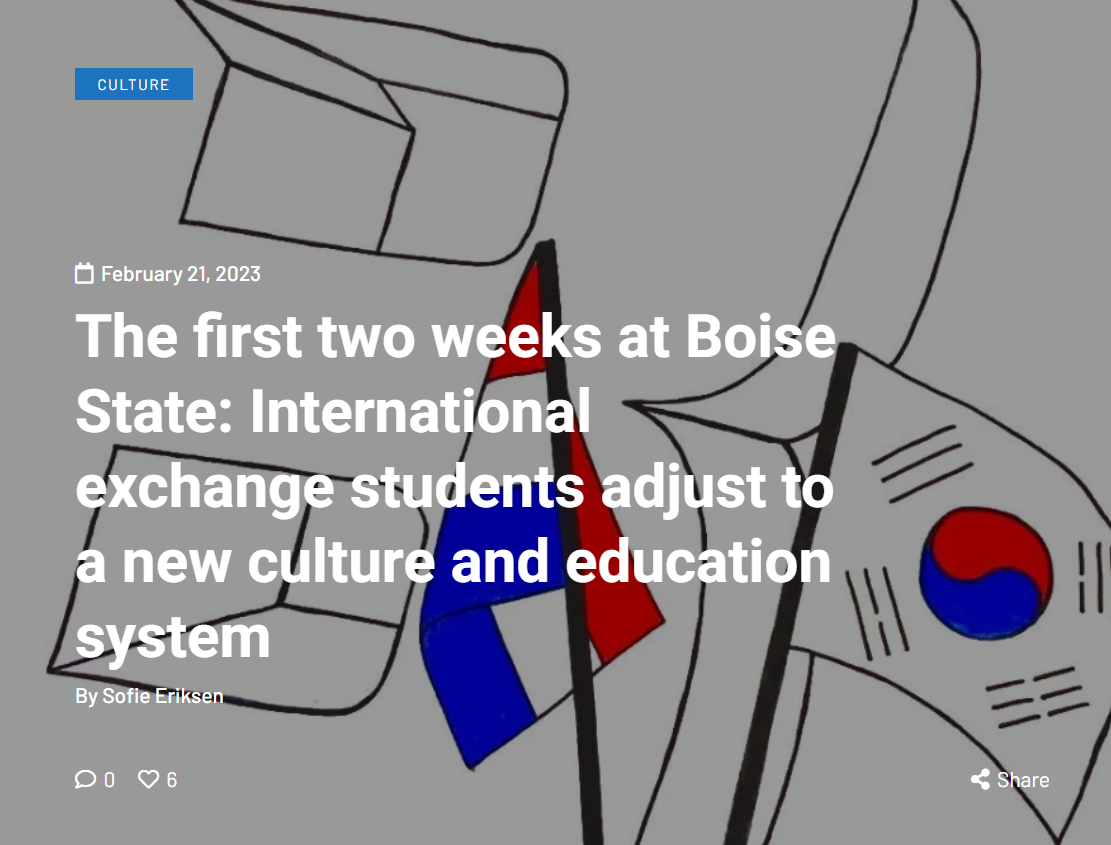 CULTURE
February 21, 2023
The first two weeks at Boise
State: International
exchange students adjust to
a new culture and education
system
By Sofie Eriksen
0 6 Share